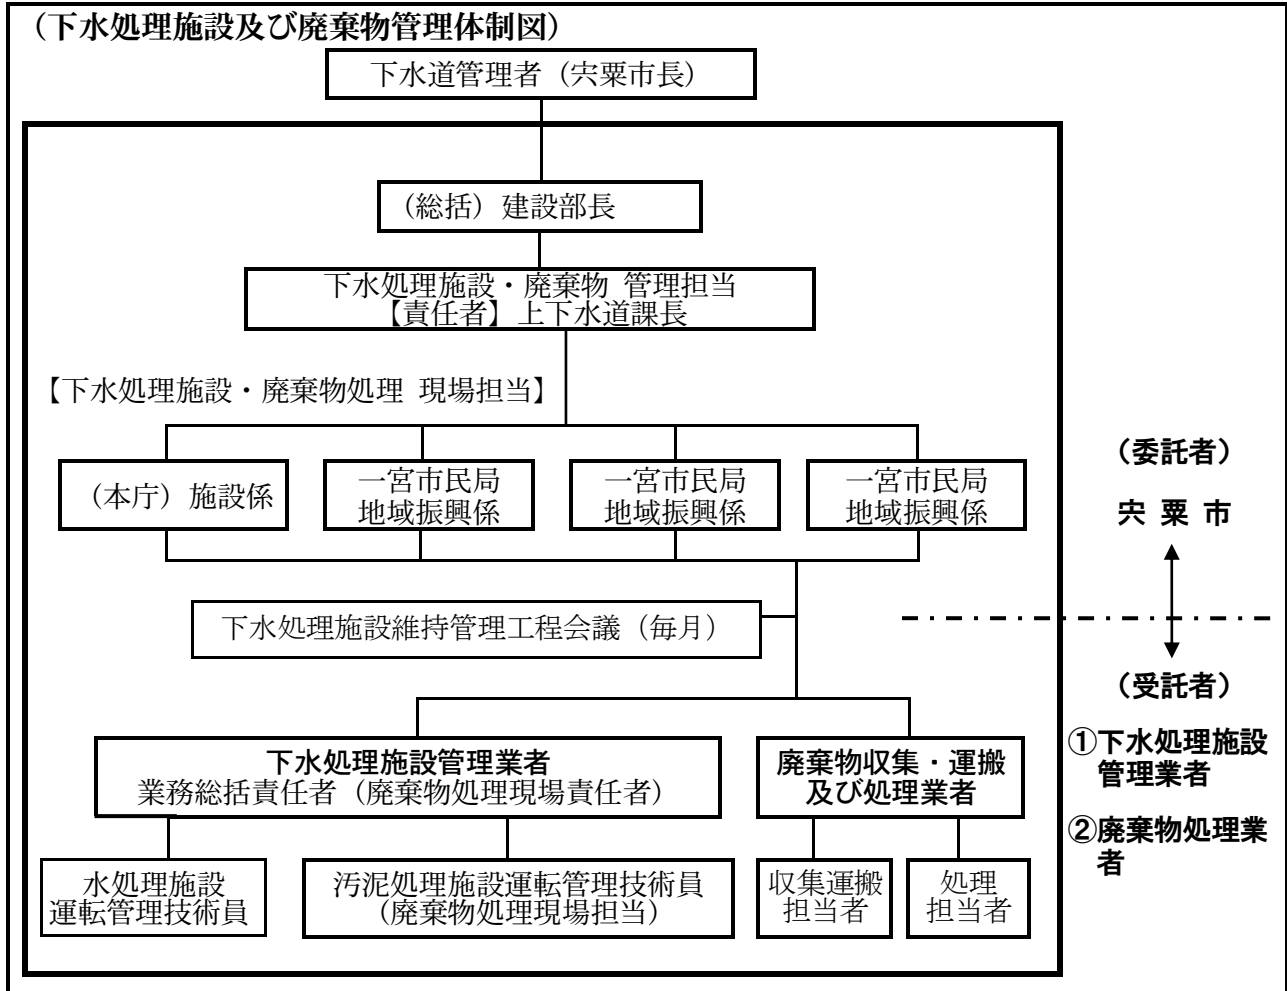 （下水処理施設及び廃棄物管理体制図）
下水道管理者（宍粟市長）
（総括）建設部長
下水処理施設・廃棄物 管理担当
【責任者】上下水道課長
【下水処理施設・廃棄物処理 現場担当】
（本庁）施設係
一宮市民局
地域振興係
一宮市民局
地域振興係
一宮市民局
地域振興係
（委託者）
宍 粟 市
下水処理施設維持管理工程会議（毎月）
（受託者）
①下水処理施設
管理業者
②廃棄物処理業
者
下水処理施設管理業者
業務総括責任者（廃棄物処理現場責任者）
廃棄物収集・運搬
及び処理業者
水処理施設
運転管理技術員
汚泥処理施設運転管理技術員
（廃棄物処理現場担当）
収集運搬
担当者
処理
担当者